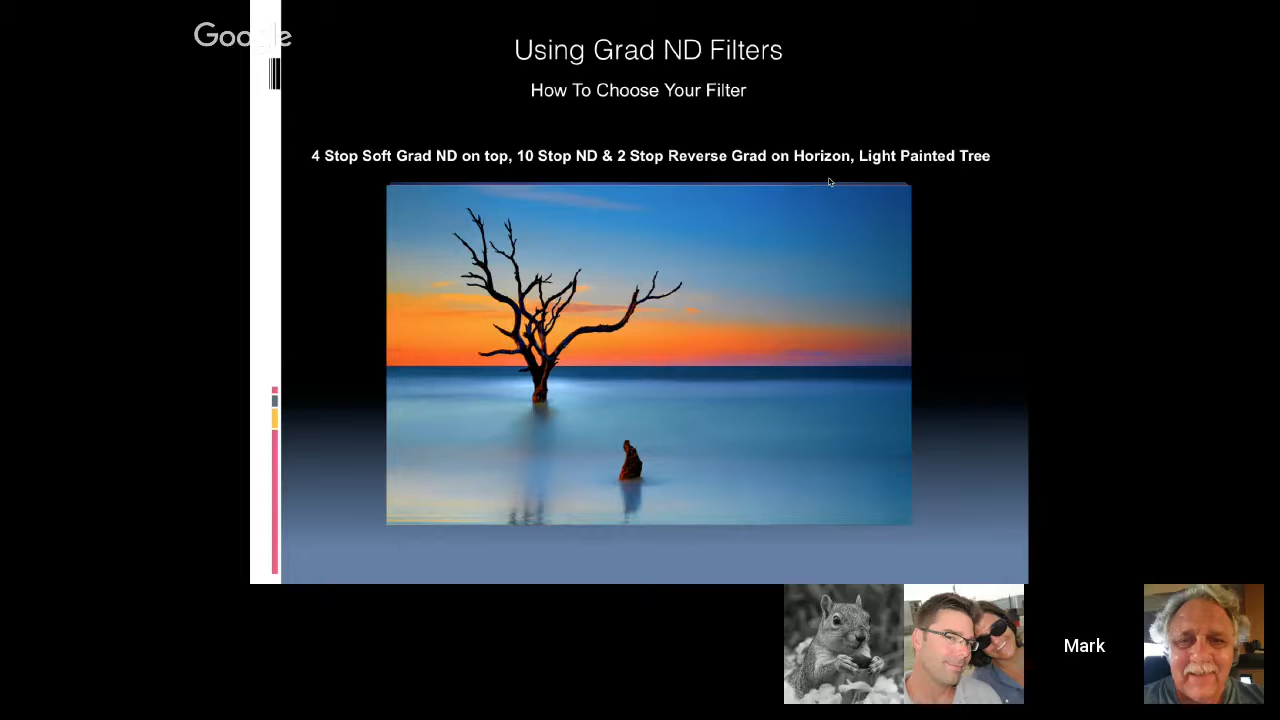 Google
Using Grad ND Filters
How To Choose Your Filter
4 Stop Soft Grad ND on top, 10 Stop ND & 2 Stop Reverse Grad on Horizon, Light Painted Tree
Mark